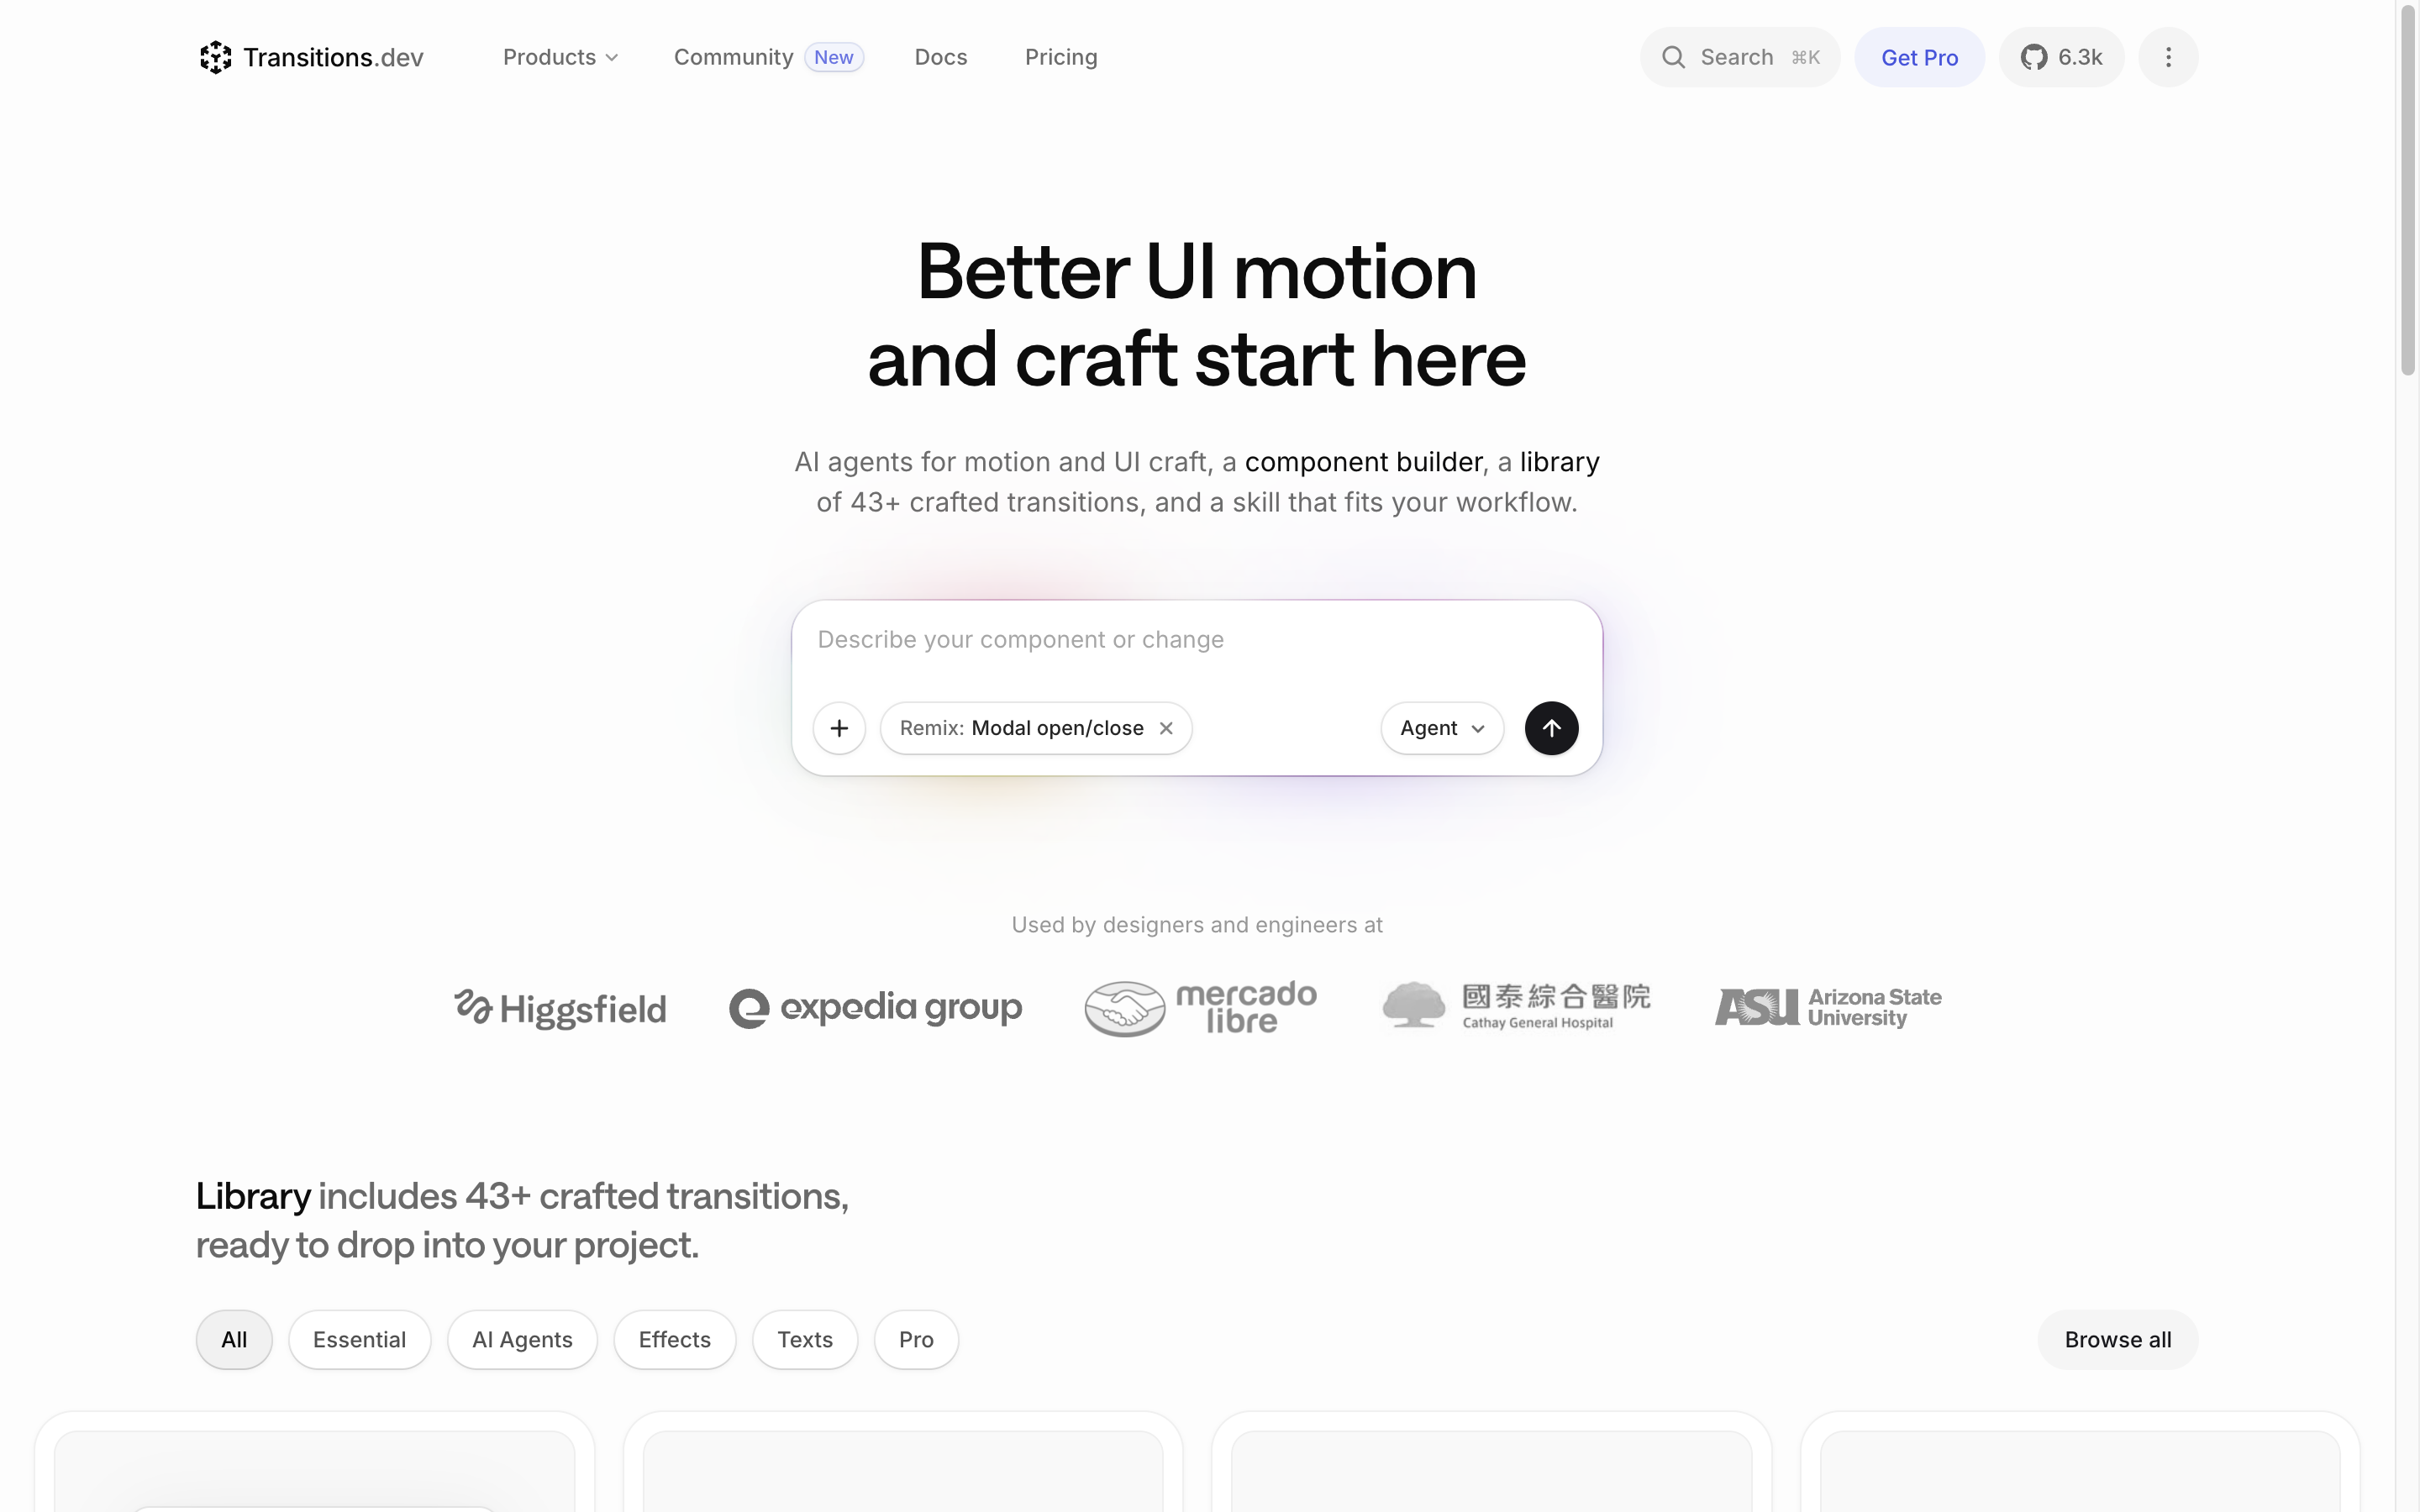 Transitions.dev
Products
Community New
Docs
Pricing
Search ⌘K
Get Pro
6.3k
Better UI motion
and craft start here
AI agents for motion and UI craft, a component builder, a library
of 43+ crafted transitions, and a skill that fits your workflow.
Describe your component or change
Remix: Modal open/close
Agent
Used by designers and engineers at
Higgsfield
expedia group
mercado
libre
國泰綜合醫院
Cathay General Hospital
ASU Arizona State
University
Library includes 43+ crafted transitions,
ready to drop into your project.
All
Essential
AI Agents
Effects
Texts
Pro
Browse all